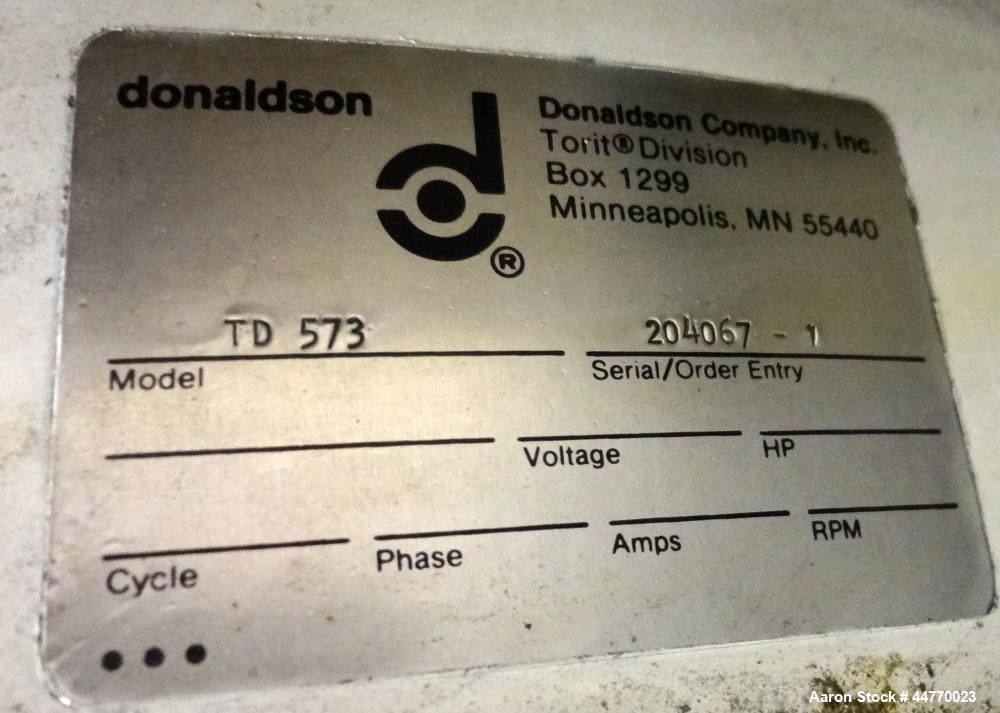 donaldson
d
®
Donaldson Company, Inc.
Torit® Division
Box 1299
Minneapolis, MN 55440
TD 573
204067 - 1
Model
Serial/Order Entry
Voltage
HP
Cycle
Phase
Amps
RPM
Aaron Stock # 44770023